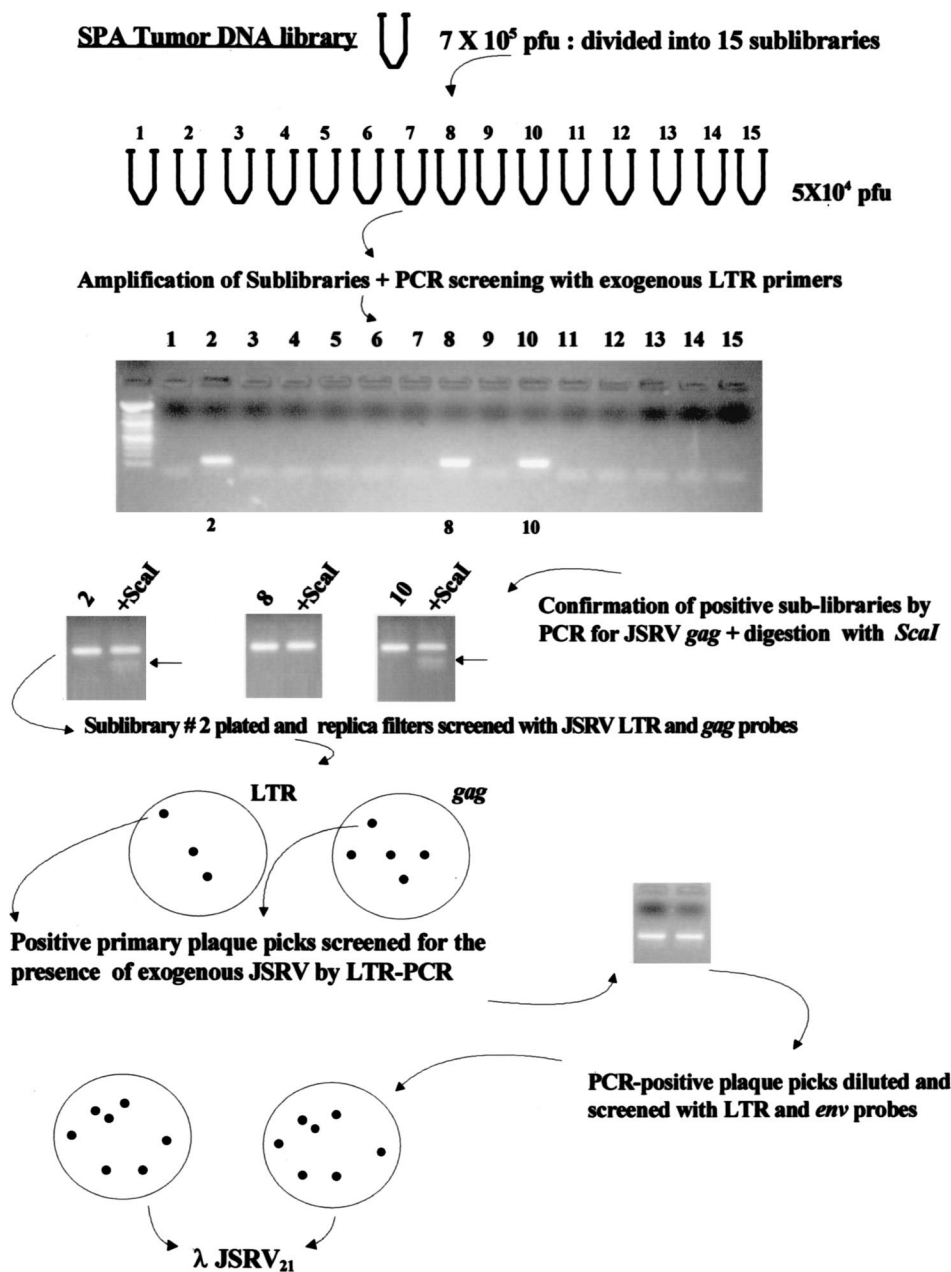 SPA Tumor DNA library
7 X 10⁵ pfu : divided into 15 sublibraries
1 2 3 4 5 6 7 8 9 10 11 12 13 14 15
5X10⁴ pfu
Amplification of Sublibraries + PCR screening with exogenous LTR primers
1 2 3 4 5 6 7 8 9 10 11 12 13 14 15
2 8 10
2 +ScaI 8 +ScaI 10 +ScaI
Confirmation of positive sub-libraries by
PCR for JSRV gag + digestion with ScaI
Sublibrary # 2 plated and replica filters screened with JSRV LTR and gag probes
LTR gag
Positive primary plaque picks screened for the
presence of exogenous JSRV by LTR-PCR
PCR-positive plaque picks diluted and
screened with LTR and env probes
λ JSRV₂₁